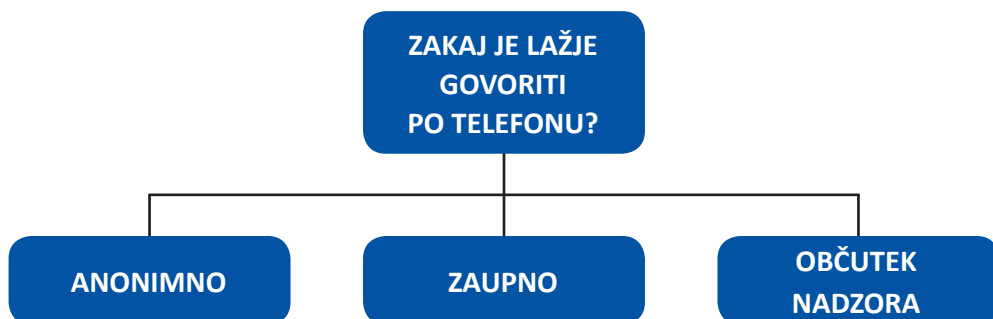 ZAKAJ JE LAŽJE
GOVORITI
PO TELEFONU?
ANONIMNO
ZAUPNO
OBČUTEK
NADZORA